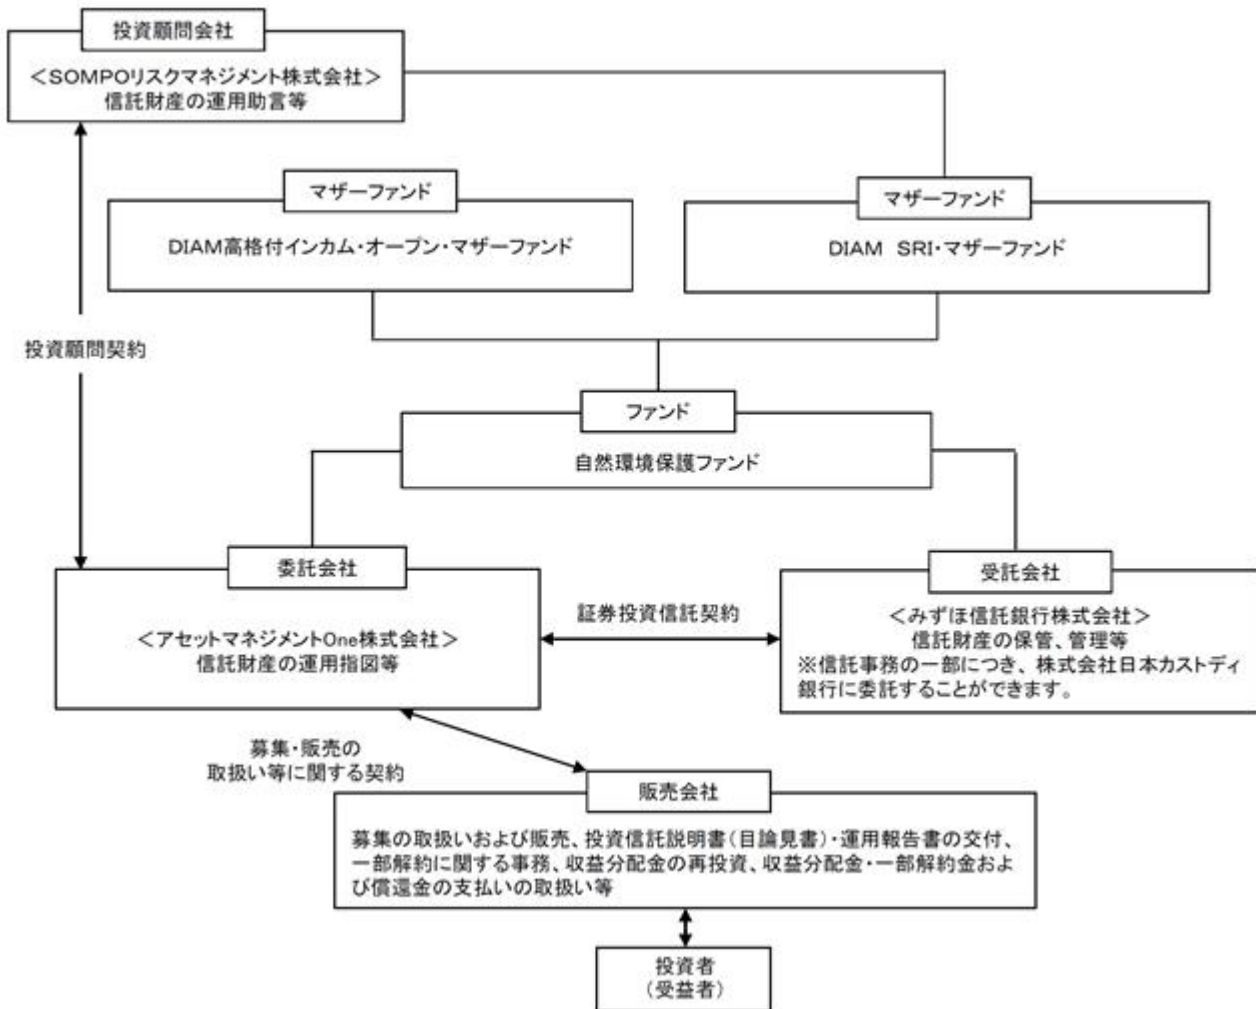 投資顧問会社
＜SOMPOリスクマネジメント株式会社＞
信託財産の運用助言等
マザーファンド
DIAM高格付インカム・オープン・マザーファンド
マザーファンド
DIAM　SRI・マザーファンド
投資顧問契約
ファンド
自然環境保護ファンド
委託会社
＜アセットマネジメントOne株式会社＞
信託財産の運用指図等
証券投資信託契約
受託会社
＜みずほ信託銀行株式会社＞
信託財産の保管、管理等
※信託事務の一部につき、株式会社日本カストディ
銀行に委託することができます。
募集・販売の
取扱い等に関する契約
販売会社
募集の取扱いおよび販売、投資信託説明書（目論見書）・運用報告書の交付、
一部解約に関する事務、収益分配金の再投資、収益分配金・一部解約金およ
び償還金の支払いの取扱い等
投資者
（受益者）